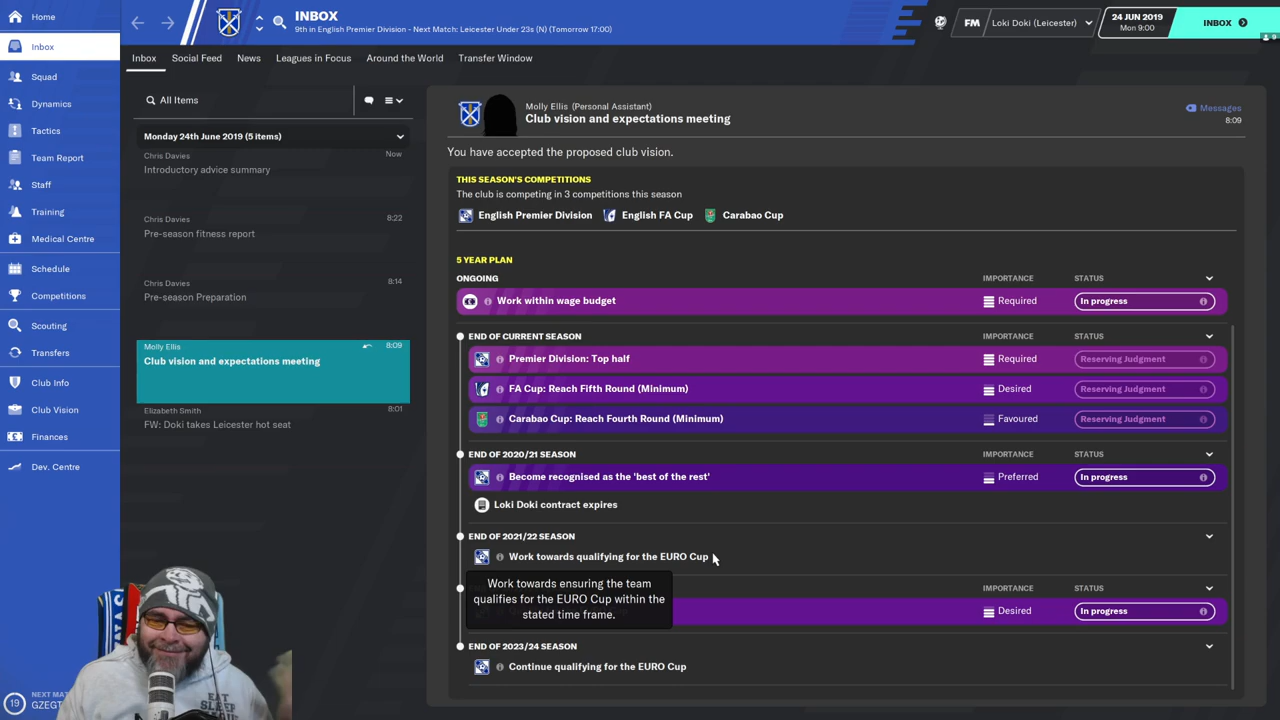 Home
Inbox
Squad
Dynamics
Tactics
Team Report
Staff
Training
Medical Centre
Schedule
Competitions
Scouting
Transfers
Club Info
Club Vision
Finances
Dev. Centre
19
NEXT MAT
GZEGT
INBOX
9th in English Premier Division - Next Match: Leicester Under 23s (N) (Tomorrow 17:00)
FM
Loki Doki (Leicester)
24 JUN 2019
Mon 9:00
INBOX
9
Inbox
Social Feed
News
Leagues in Focus
Around the World
Transfer Window
All Items
Monday 24th June 2019 (5 items)
Chris Davies
Now
Introductory advice summary
Chris Davies
8:22
Pre-season fitness report
Chris Davies
8:14
Pre-season Preparation
Molly Ellis
8:09
Club vision and expectations meeting
Elizabeth Smith
8:01
FW: Doki takes Leicester hot seat
Molly Ellis (Personal Assistant)
Club vision and expectations meeting
Messages
8:09
You have accepted the proposed club vision.
THIS SEASON'S COMPETITIONS
The club is competing in 3 competitions this season
English Premier Division
English FA Cup
Carabao Cup
5 YEAR PLAN
ONGOING IMPORTANCE STATUS
Work within wage budget Required In progress
END OF CURRENT SEASON IMPORTANCE STATUS
Premier Division: Top half Required Reserving Judgment
FA Cup: Reach Fifth Round (Minimum) Desired Reserving Judgment
Carabao Cup: Reach Fourth Round (Minimum) Favoured Reserving Judgment
END OF 2020/21 SEASON IMPORTANCE STATUS
Become recognised as the 'best of the rest' Preferred In progress
Loki Doki contract expires
END OF 2021/22 SEASON
Work towards qualifying for the EURO Cup
Work towards ensuring the team
qualifies for the EURO Cup within the
stated time frame.
IMPORTANCE STATUS
Desired In progress
END OF 2023/24 SEASON
Continue qualifying for the EURO Cup
EAT
SLEEP